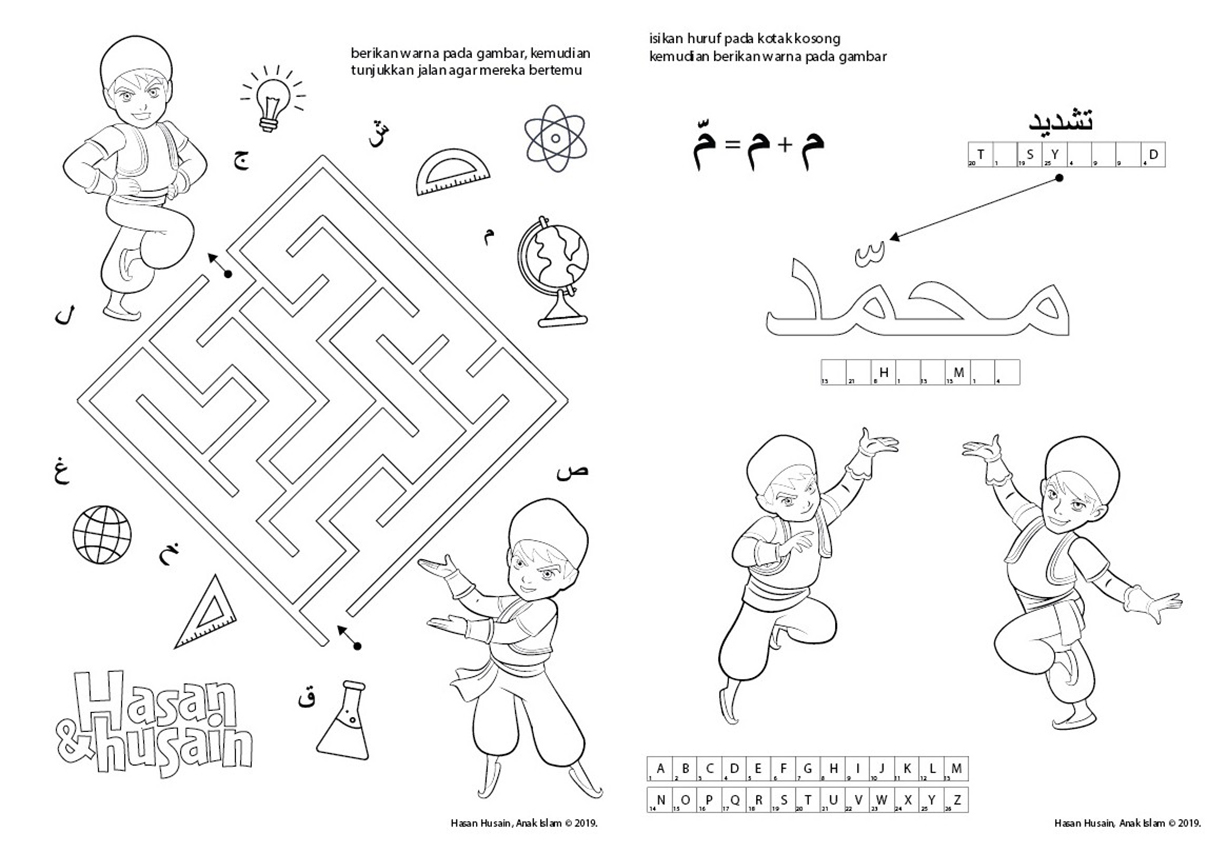 berikan warna pada gambar, kemudian
tunjukkan jalan agar mereka bertemu
ش
ج
م
ل
ص
غ
خ
ق
Hasan
& husain
Hasan Husain, Anak Islam © 2019.
isikan huruf pada kotak kosong
kemudian berikan warna pada gambar
م + م = مّ
تشديد
T S Y D
20 1 19 25 4 9 9 4
محمّد
H M
13 21 8 1 13 13 1 4
A B C D E F G H I J K L M
1 2 3 4 5 6 7 8 9 10 11 12 13
N O P Q R S T U V W X Y Z
14 15 16 17 18 19 20 21 22 23 24 25 26
Hasan Husain, Anak Islam © 2019.